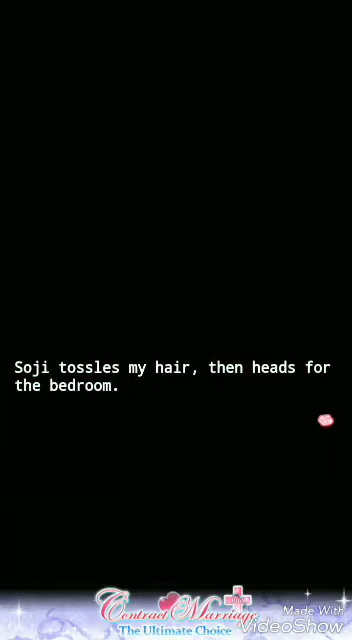 Soji tossles my hair, then heads for
the bedroom.
Contract Marriage
The Ultimate Choice
Made With
VideoShow